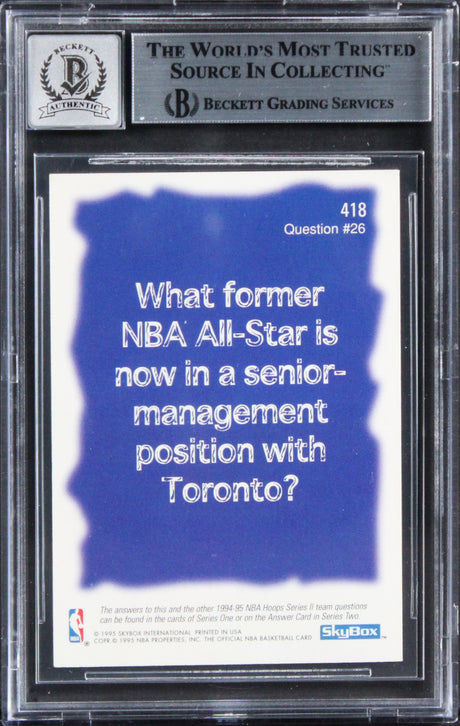 BECKETT
B
AUTHENTIC
THE WORLD'S MOST TRUSTED
SOURCE IN COLLECTING™
B BECKETT GRADING SERVICES
418
Question #26
What former
NBA All-Star is
now in a senior-
management
position with
Toronto?
The answers to this and the other 1994-95 NBA Hoops Series II team questions
can be found in the cards of Series One or on the Answer Card in Series Two.
© 1995 SKYBOX INTERNATIONAL. PRINTED IN USA
COPR. © 1995 NBA PROPERTIES, INC. THE OFFICIAL NBA BASKETBALL CARD
NBA ®
SkyBox™